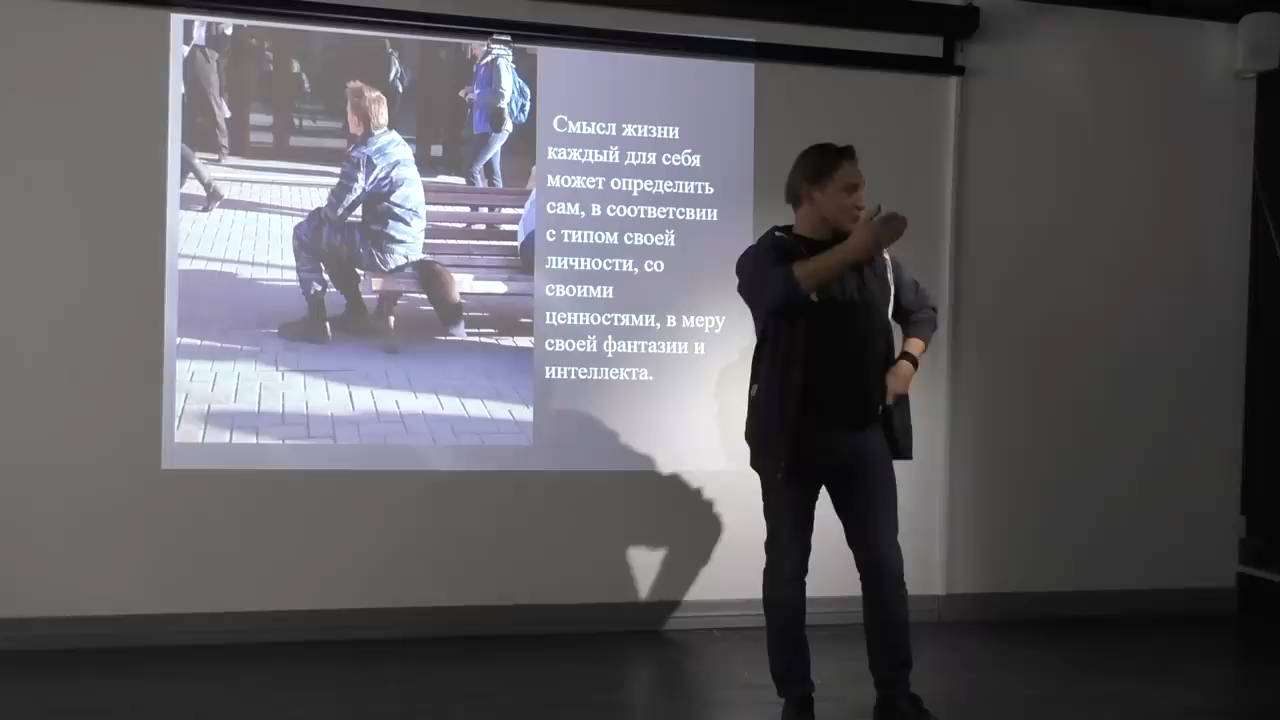 Смысл жизни
каждый для себя
может определить
сам, в соответсвии
с типом своей
личности, со
своими
ценностями, в меру
своей фантазии и
интеллекта.